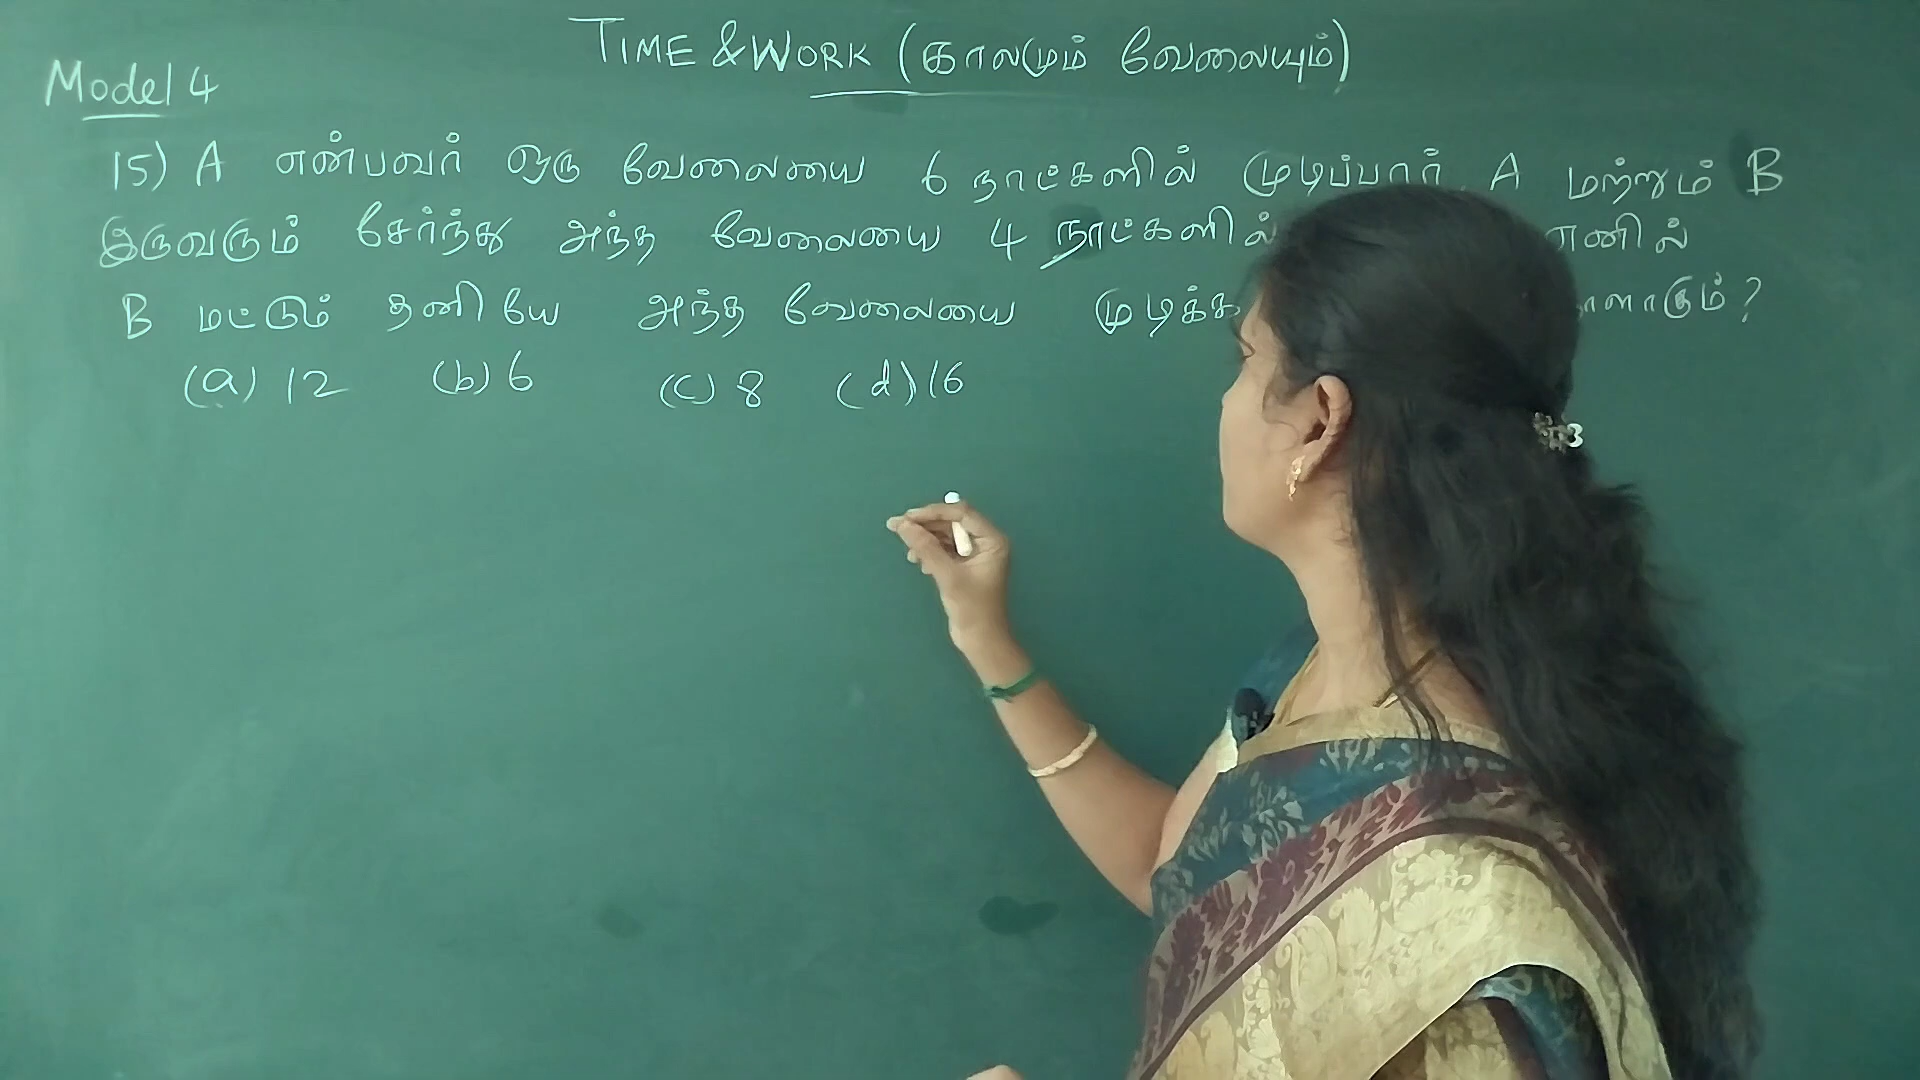 TIME & WORK (காலமும் வேலையும்)
Model 4
15) A என்பவர் ஒரு வேலையை 6 நாட்களில் முடிப்பார். A மற்றும் B
இருவரும் சேர்ந்து அந்த வேலையை 4 நாட்களில் எனில்
B மட்டும் தனியே அந்த வேலையை முடிக்க
(a) 12 (b) 6 (c) 8 (d) 16